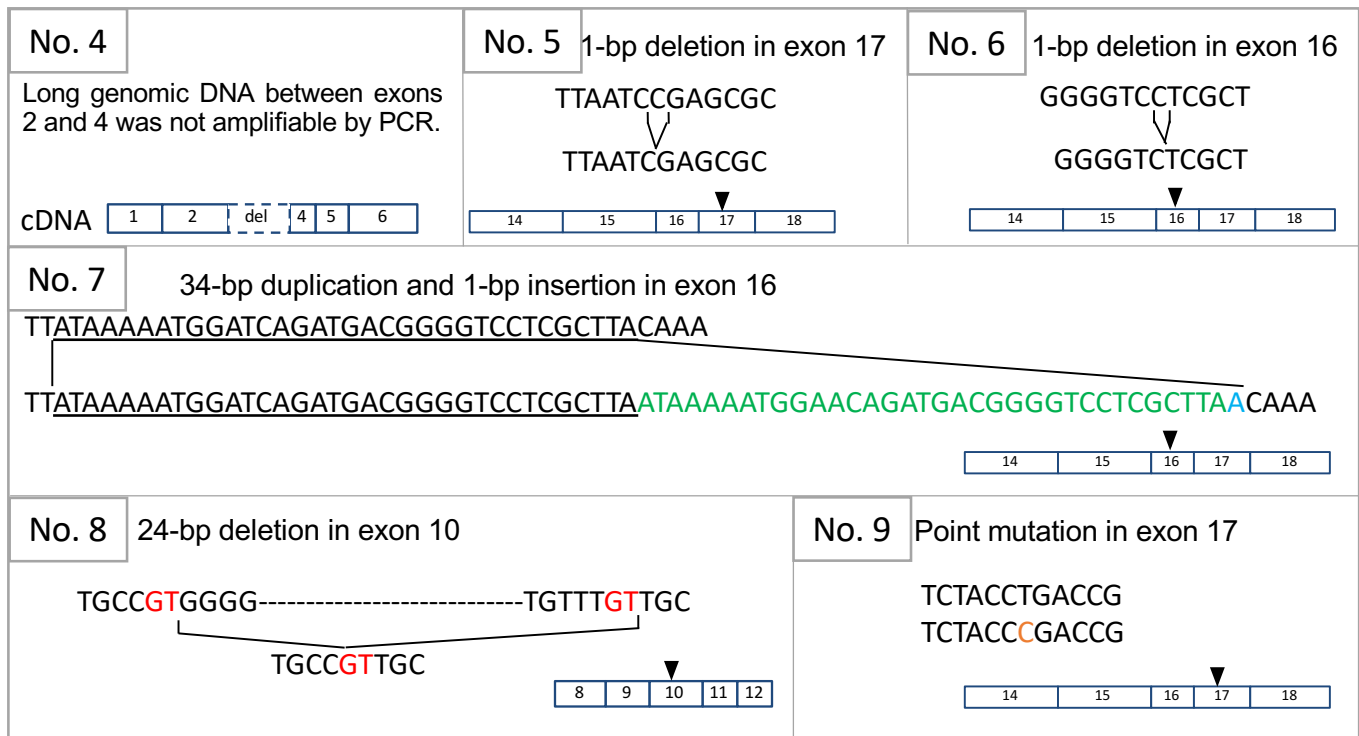 No. 4
Long genomic DNA between exons
2 and 4 was not amplifiable by PCR.
cDNA 1 2 del 4 5 6
No. 5 1-bp deletion in exon 17
TTAATCCGAGCGC
TTAATCGAGCGC
14 15 16 17 18
No. 6 1-bp deletion in exon 16
GGGGTCCTCGCT
GGGGTCTCGCT
14 15 16 17 18
No. 7 34-bp duplication and 1-bp insertion in exon 16
TTATAAAAATGGATCAGATGACGGGGTCCTCGCTTACAAA
TTATAAAAATGGATCAGATGACGGGGTCCTCGCTTAATAAAAATGGAACAGATGACGGGGTCCTCGCTTAACAAA
14 15 16 17 18
No. 8 24-bp deletion in exon 10
TGCCGTGGGG---------------------------TGTTTGTTGC
TGCCGTTGC
8 9 10 11 12
No. 9 Point mutation in exon 17
TCTACCTGACCG
TCTACCCGACCG
14 15 16 17 18